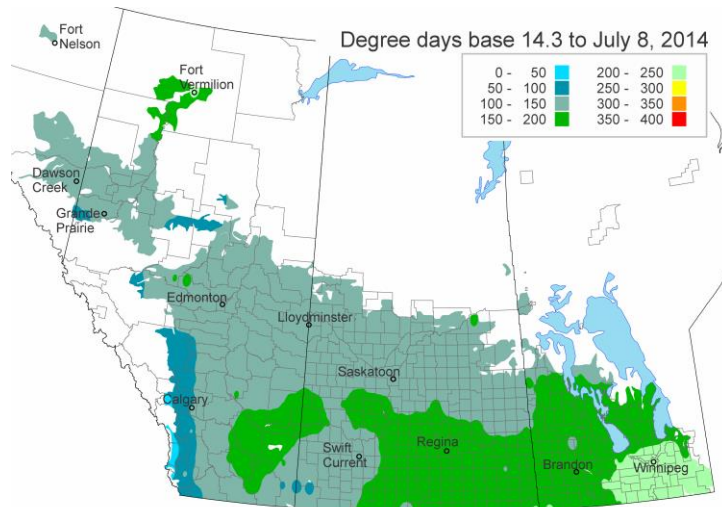 Degree days base 14.3 to July 8, 2014
0 - 50
50 - 100
100 - 150
150 - 200
200 - 250
250 - 300
300 - 350
350 - 400
Fort
Nelson
Fort
Vermilion
Dawson
Creek
Grande
Prairie
Edmonton
Lloydminster
Saskatoon
Calgary
Swift
Current
Regina
Brandon
Winnipeg